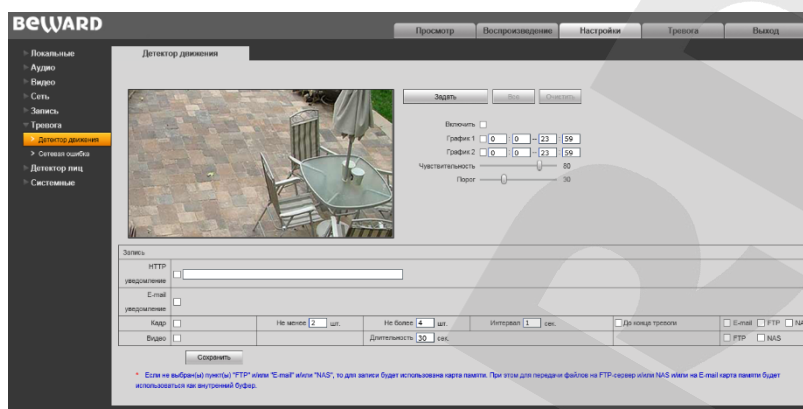 BEWARD
Просмотр Воспроизведение Настройки Тревога Выход
Локальные
Аудио
Видео
Сеть
Запись
Тревога
Детектор движения
Сетевая ошибка
Детектор лиц
Системные
Детектор движения
Задать Все Очистить
Включить
График 1 0 : 0 -- 23 : 59
График 2 0 : 0 -- 23 : 59
Чувствительность 80
Порог 30
Запись
HTTP уведомление
E-mail уведомление
Кадр Не менее 2 шт. Не более 4 шт. Интервал 1 сек. До конца тревоги E-mail FTP NA
Видео Длительность 30 сек. FTP NAS
Сохранить
* Если не выбран(ы) пункт(ы) "FTP" и/или "E-mail" и/или "NAS", то для записи будет использована карта памяти. При этом для передачи файлов на FTP-сервер и/или NAS и/или на E-mail карта памяти будет
использоваться как внутренний буфер.